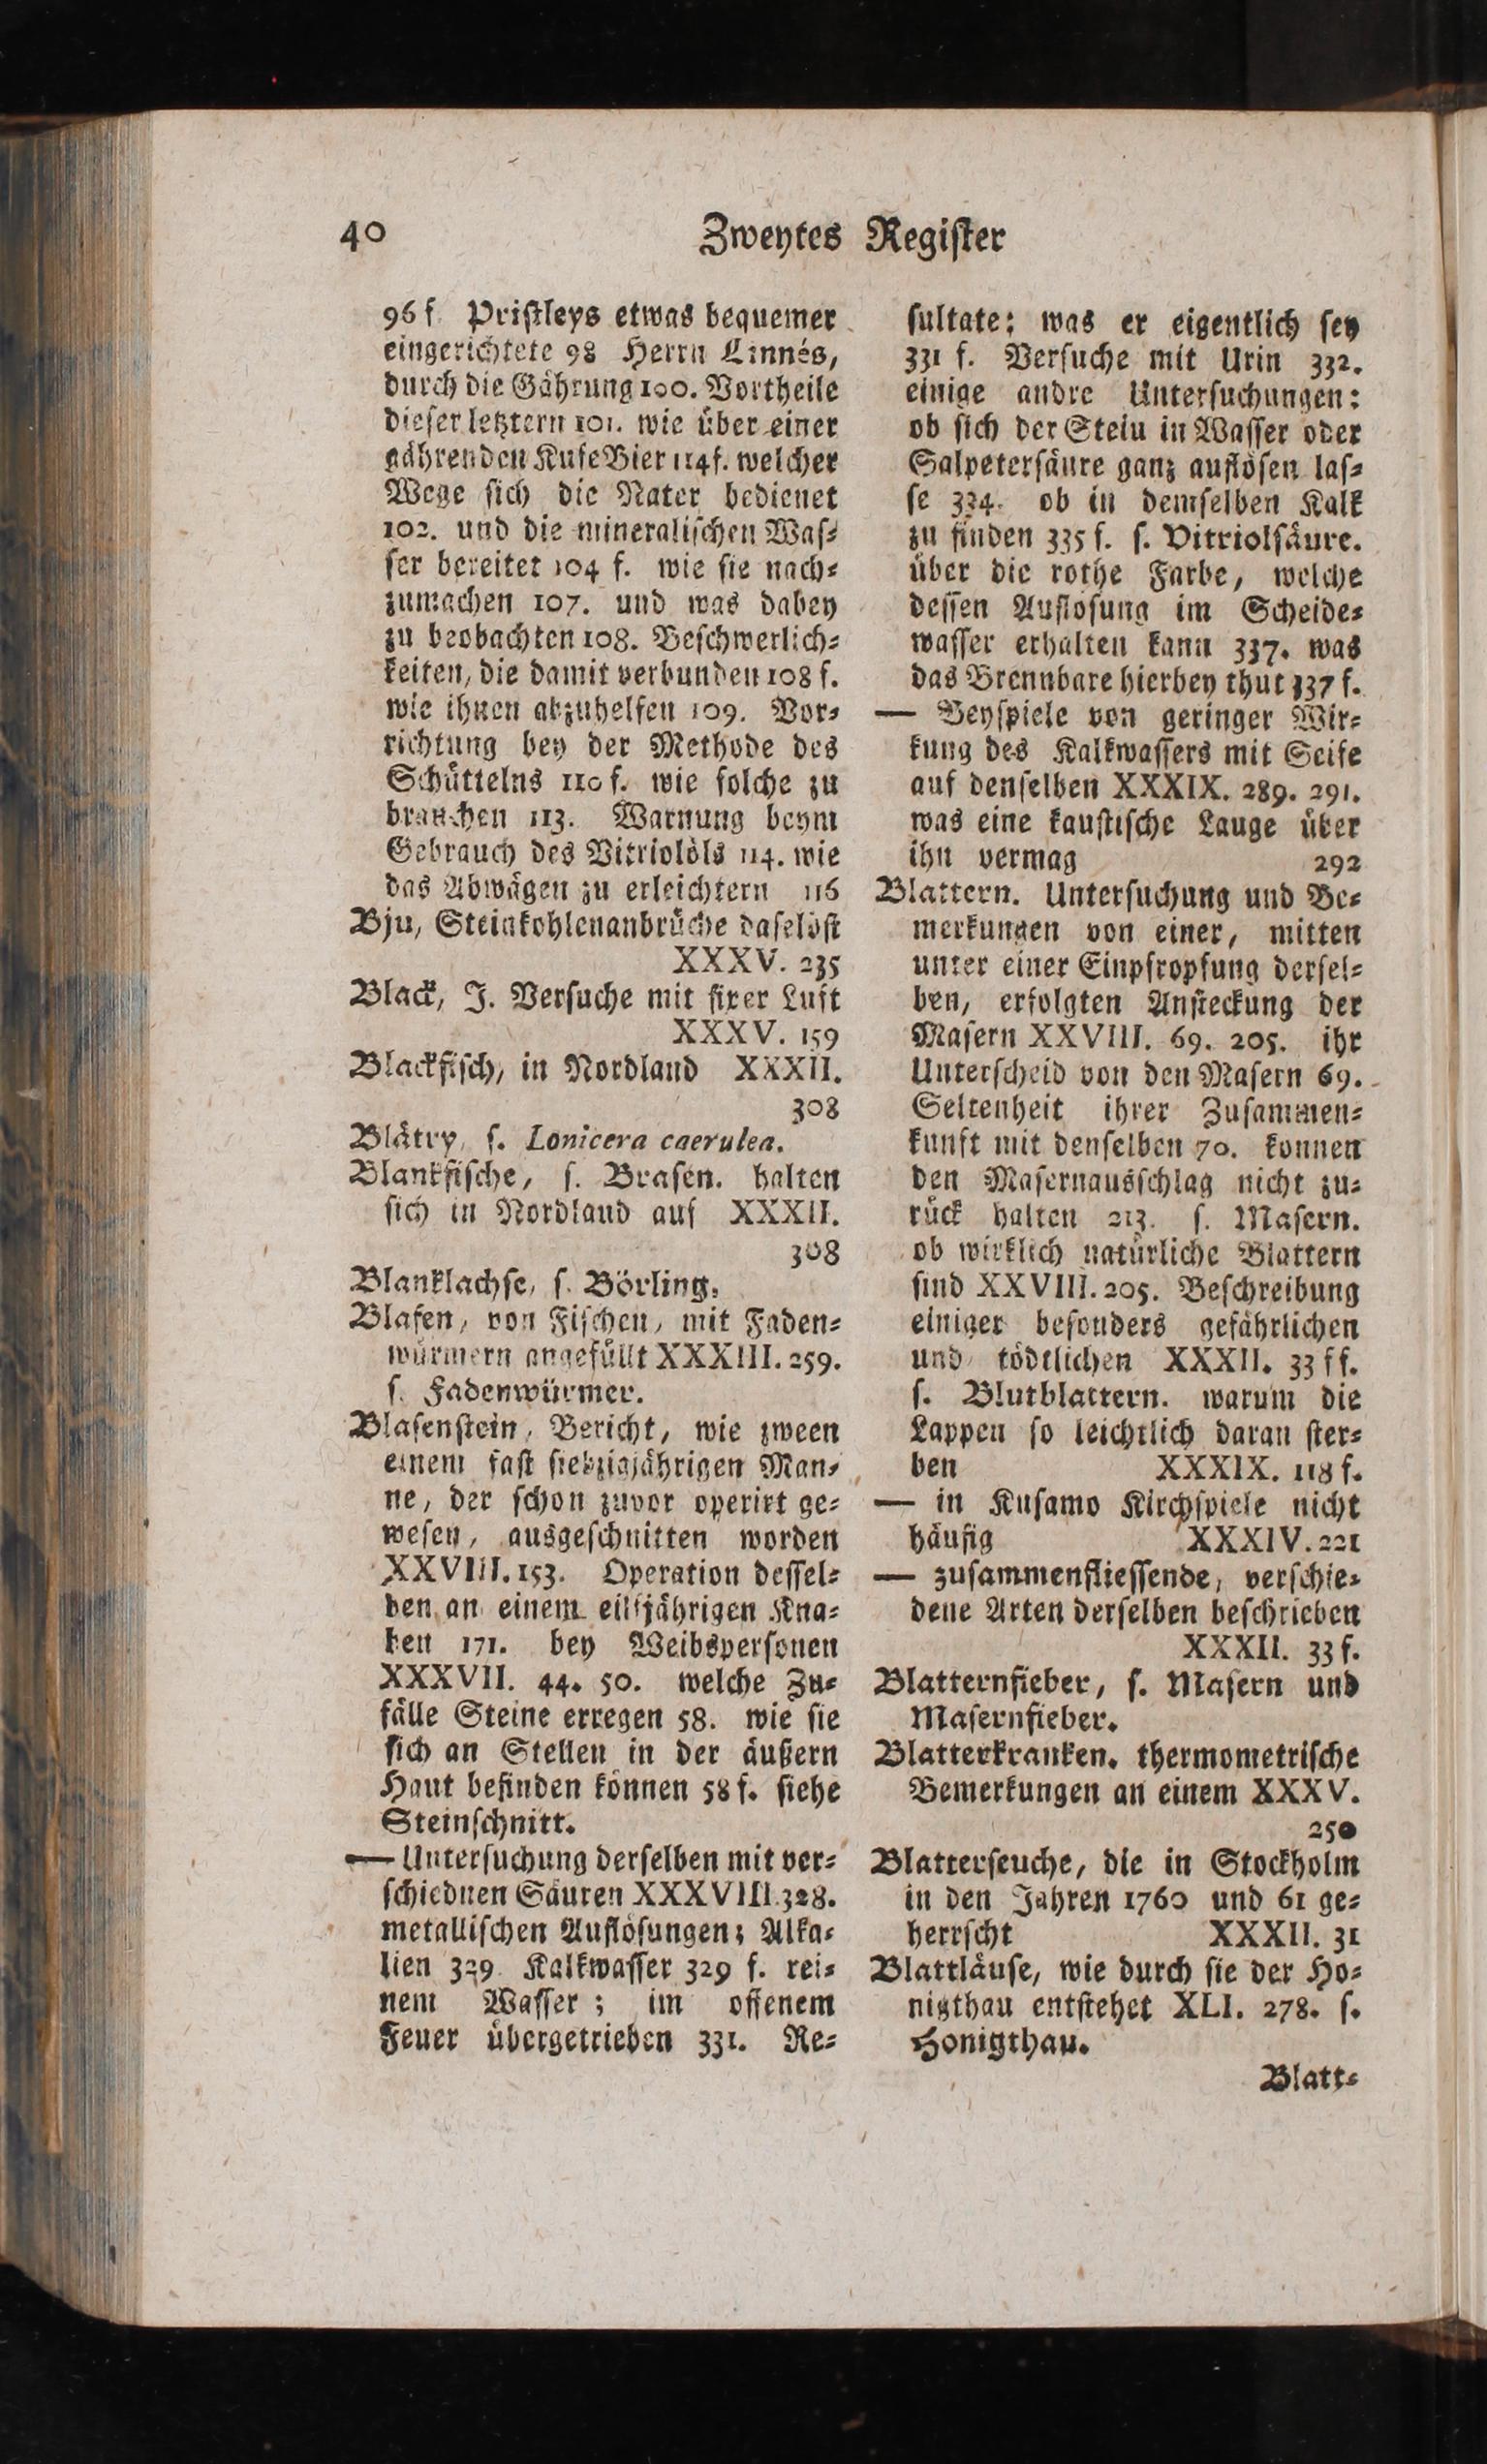 40 Zweytes Regiſter
96 f. Priſtleys etwas bequemer
eingerichtete 98 Herrn Linnés,
durch die Gährung 100. Vortheile
dieſer letztern 101. wie über einer
gährenden Kufe Bier 114 f. welcher
Wege ſich die Natur bedienet
102. und die mineraliſchen Waſ⸗
ſer bereitet 104 f. wie ſie nach⸗
zumachen 107. und was dabey
zu beobachten 108. Beſchwerlich⸗
keiten, die damit verbunden 108 f.
wie ihnen abzuhelfen 109. Vor⸗
richtung bey der Methode des
Schüttelns 110 f. wie ſolche zu
brauchen 113. Warnung beym
Gebrauch des Vitriolöls 114. wie
das Abwägen zu erleichtern 116
Bju, Steinkohlenanbrüche daſelbſt
XXXV. 235
Black, J. Verſuche mit fixer Luft
XXXV. 159
Blackfiſch, in Nordland XXXII.
308
Blåtry, ſ. Lonicera caerulea.
Blankfiſche, ſ. Braſen. halten
ſich in Nordland auf XXXII.
308
Blanklachſe, ſ. Börling.
Blaſen, von Fiſchen, mit Faden⸗
würmern angefüllt XXXIII. 259.
ſ. Fadenwürmer.
Blaſenſtein, Bericht, wie zween
einem faſt ſiebzigjährigen Man⸗
ne, der ſchon zuvor operirt ge⸗
weſen, ausgeſchnitten worden
XXVIII. 153. Operation deſſel⸗
ben an einem eilfjährigen Kna⸗
ben 171. bey Weibsperſonen
XXXVII. 44. 50. welche Zu⸗
fälle Steine erregen 58. wie ſie
ſich an Stellen in der äußern
Haut befinden können 58 f. ſiehe
Steinſchnitt.
— Unterſuchung derſelben mit ver⸗
ſchiednen Säuren XXXVIII. 328.
metalliſchen Auflöſungen; Alka⸗
lien 329 Kalkwaſſer 329 f. rei⸗
nem Waſſer; im offenem
Feuer übergetrieben 331. Re⸗
ſultate; was er eigentlich ſey
331 f. Verſuche mit Urin 332.
einige andre Unterſuchungen:
ob ſich der Stein in Waſſer oder
Salpeterſäure ganz auflöſen laſ⸗
ſe 334. ob in demſelben Kalk
zu finden 335 f. ſ. Vitriolſäure.
über die rothe Farbe, welche
deſſen Auflöſung im Scheide⸗
waſſer erhalten kann 337. was
das Brennbare hierbey thut 337 f.
— Beyſpiele von geringer Wir⸗
kung des Kalkwaſſers mit Seife
auf denſelben XXXIX. 289. 291.
was eine kauſtiſche Lauge über
ihn vermag 292
Blattern. Unterſuchung und Be⸗
merkungen von einer, mitten
unter einer Einpfropfung derſel⸗
ben, erfolgten Anſteckung der
Maſern XXVIII. 69. 205. ihr
Unterſcheid von den Maſern 69.
Seltenheit ihrer Zuſammen⸗
kunft mit denſelben 70. konnen
den Maſernausſchlag nicht zu⸗
rück halten 213. ſ. Maſern.
ob wirklich natürliche Blattern
ſind XXVIII. 205. Beſchreibung
einiger beſonders gefährlichen
und tödtlichen XXXII. 33 ff.
ſ. Blutblattern. warum die
Lappen ſo leichtlich daran ſter⸗
ben XXXIX. 118 f.
— in Kuſamo Kirchſpiele nicht
häufig XXXIV. 221
— zuſammenflieſſende, verſchie⸗
dene Arten derſelben beſchrieben
XXXII. 33 f.
Blatternfieber, ſ. Maſern und
Maſernfieber.
Blatterkranken. thermometriſche
Bemerkungen an einem XXXV.
250
Blatterſeuche, die in Stockholm
in den Jahren 1760 und 61 ge⸗
herrſcht XXXII. 31
Blattläuſe, wie durch ſie der Ho⸗
nigthau entſtehet XLI. 278. ſ.
Honigthau.
Blatt⸗